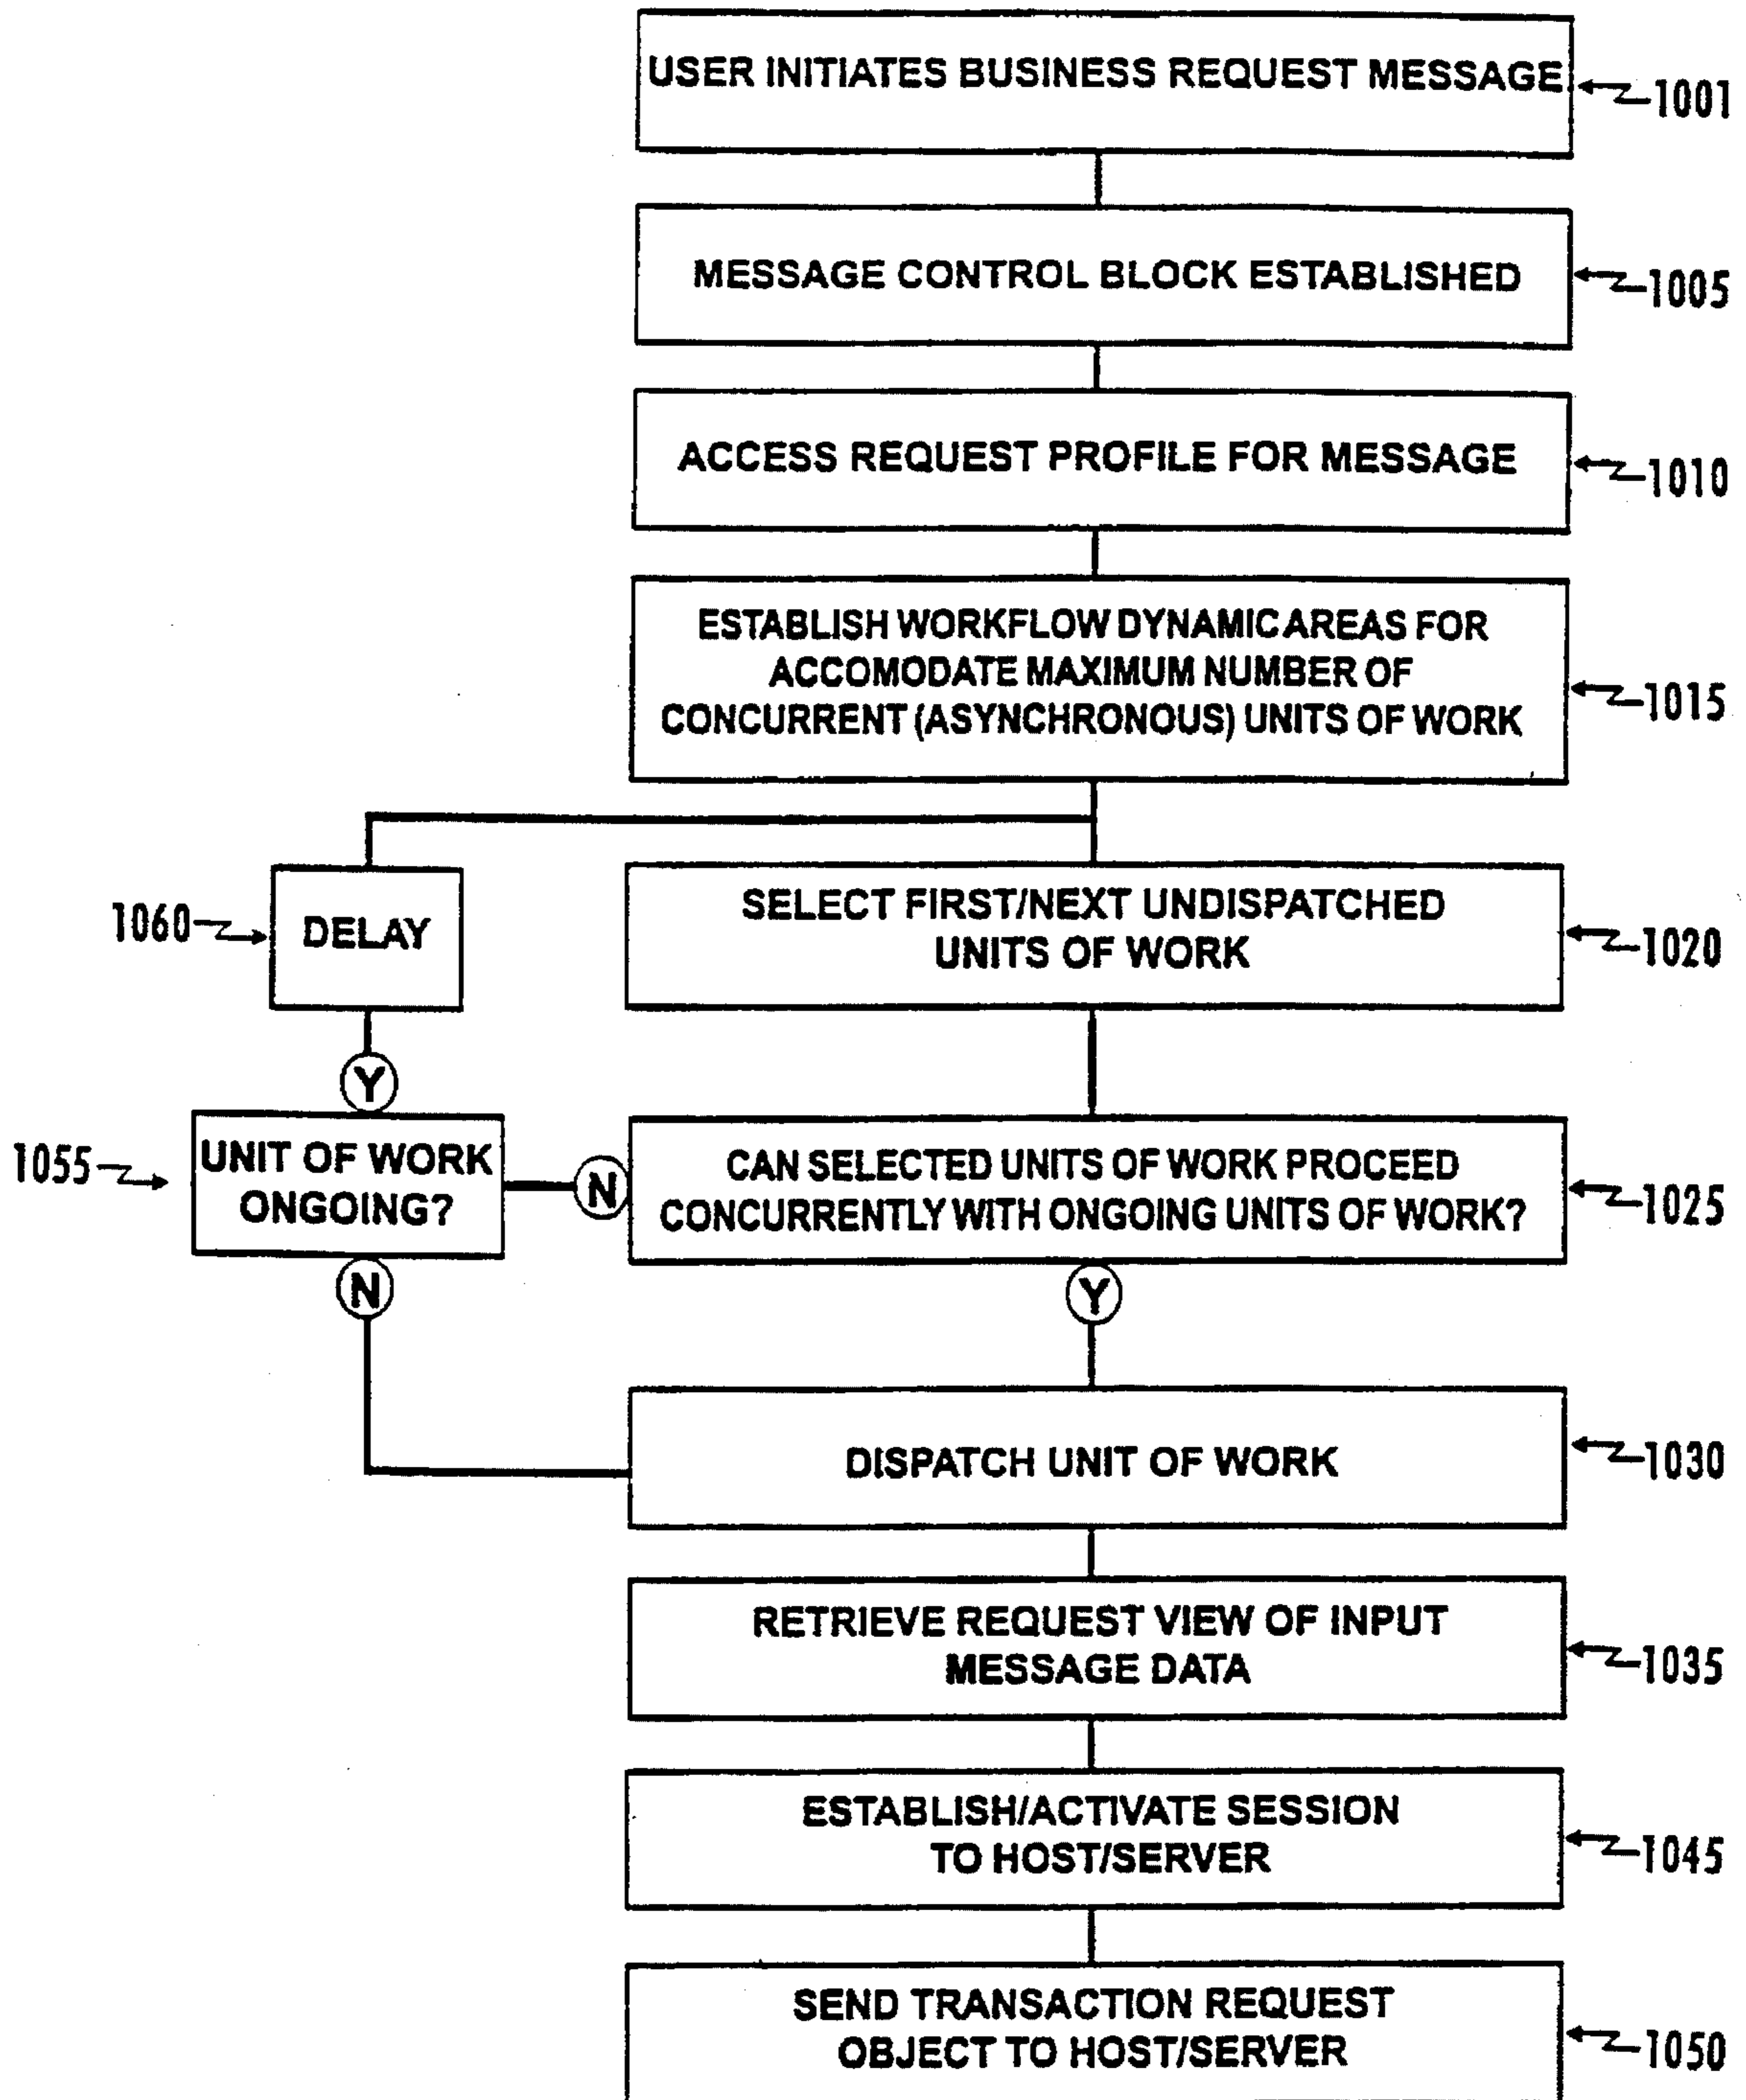 USER INITIATES BUSINESS REQUEST MESSAGE
1001
MESSAGE CONTROL BLOCK ESTABLISHED
1005
ACCESS REQUEST PROFILE FOR MESSAGE
1010
ESTABLISH WORKFLOW DYNAMIC AREAS FOR
ACCOMODATE MAXIMUM NUMBER OF
CONCURRENT (ASYNCHRONOUS) UNITS OF WORK
1015
1060
DELAY
SELECT FIRST/NEXT UNDISPATCHED
UNITS OF WORK
1020
Y
1055
UNIT OF WORK
ONGOING?
N
CAN SELECTED UNITS OF WORK PROCEED
CONCURRENTLY WITH ONGOING UNITS OF WORK?
1025
N
Y
DISPATCH UNIT OF WORK
1030
RETRIEVE REQUEST VIEW OF INPUT
MESSAGE DATA
1035
ESTABLISH/ACTIVATE SESSION
TO HOST/SERVER
1045
SEND TRANSACTION REQUEST
OBJECT TO HOST/SERVER
1050